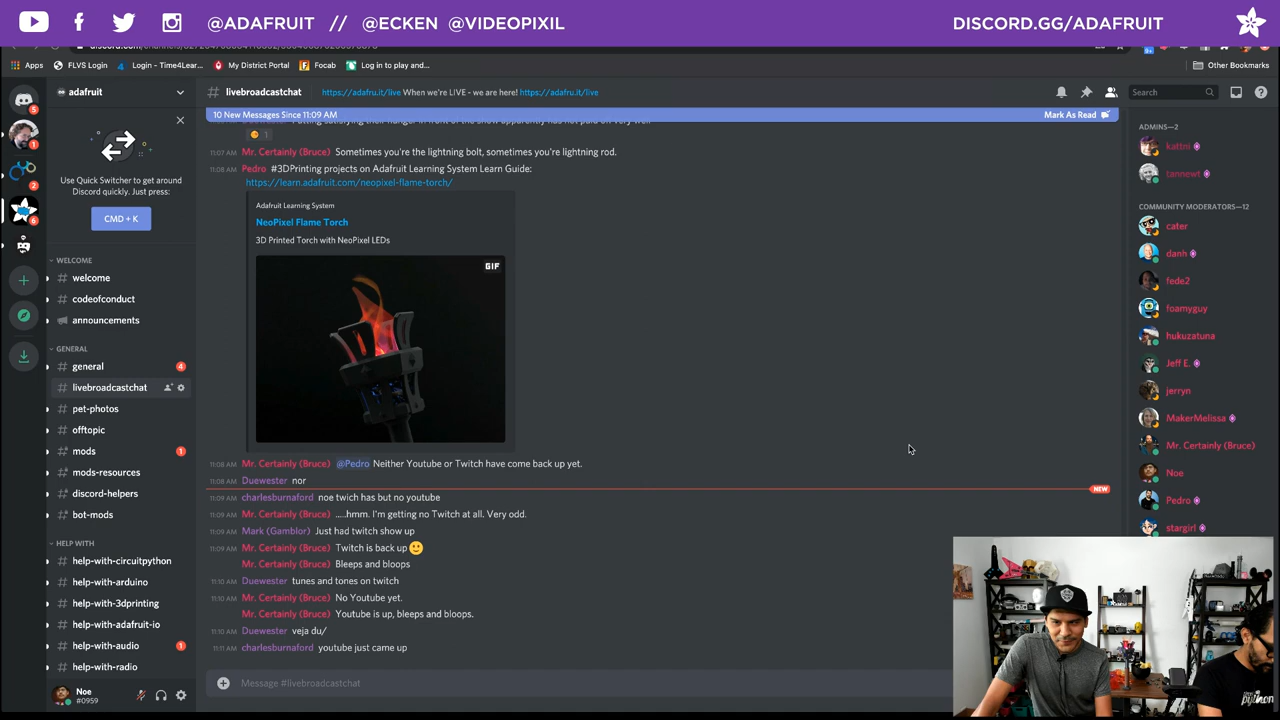 @ADAFRUIT // @ECKEN @VIDEOPIXIL
DISCORD.GG/ADAFRUIT
Apps
FLVS Login
Login - Time4Lear...
My District Portal
Focab
Log in to play and...
Other Bookmarks
adafruit
# livebroadcastchat
https://adafru.it/live When we're LIVE - we are here! https://adafru.it/live
Search
10 New Messages Since 11:09 AM
Mark As Read
5
1
2
6
Use Quick Switcher to get around
Discord quickly. Just press:
CMD + K
WELCOME
# welcome
# codeofconduct
announcements
GENERAL
# general 4
# livebroadcastchat
# pet-photos
# offtopic
# mods 1
# mods-resources
# discord-helpers
# bot-mods
HELP WITH
# help-with-circuitpython
# help-with-arduino
# help-with-3dprinting
# help-with-adafruit-io
# help-with-audio 1
# help-with-radio
Noe
#0959
1
11:07 AM Mr. Certainly (Bruce) Sometimes you're the lightning bolt, sometimes you're lightning rod.
11:08 AM Pedro #3DPrinting projects on Adafruit Learning System Learn Guide:
https://learn.adafruit.com/neopixel-flame-torch/
Adafruit Learning System
NeoPixel Flame Torch
3D Printed Torch with NeoPixel LEDs
GIF
11:08 AM Mr. Certainly (Bruce) @Pedro Neither Youtube or Twitch have come back up yet.
11:08 AM Duewester nor
NEW
11:09 AM charlesburnaford noe twich has but no youtube
11:09 AM Mr. Certainly (Bruce) .....hmm. I'm getting no Twitch at all. Very odd.
11:09 AM Mark (Gamblor) Just had twitch show up
11:09 AM Mr. Certainly (Bruce) Twitch is back up
Mr. Certainly (Bruce) Bleeps and bloops
11:10 AM Duewester tunes and tones on twitch
11:10 AM Mr. Certainly (Bruce) No Youtube yet.
Mr. Certainly (Bruce) Youtube is up, bleeps and bloops.
11:10 AM Duewester veja du/
11:11 AM charlesburnaford youtube just came up
Message #livebroadcastchat
ADMINS—2
kattni
tannewt
COMMUNITY MODERATORS—12
cater
danh
fede2
foamyguy
hukuzatuna
Jeff E.
jerryn
MakerMelissa
Mr. Certainly (Bruce)
Noe
Pedro
stargirl
python